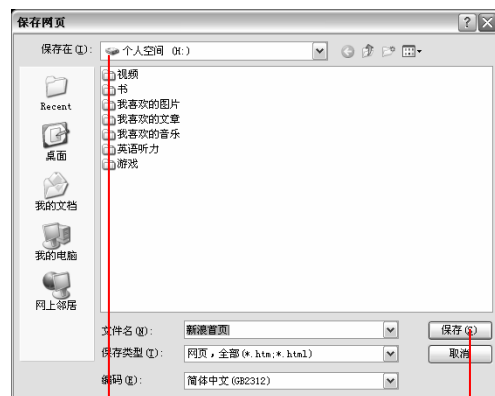 保存网页
保存在(I): 个人空间 (H:)
视频
书
我喜欢的图片
我喜欢的文章
我喜欢的音乐
英语听力
游戏
Recent
桌面
我的文档
我的电脑
网上邻居
文件名(N): 新浪首页 保存(S)
保存类型(T): 网页，全部(*.htm;*.html) 取消
编码(E): 简体中文(GB2312)